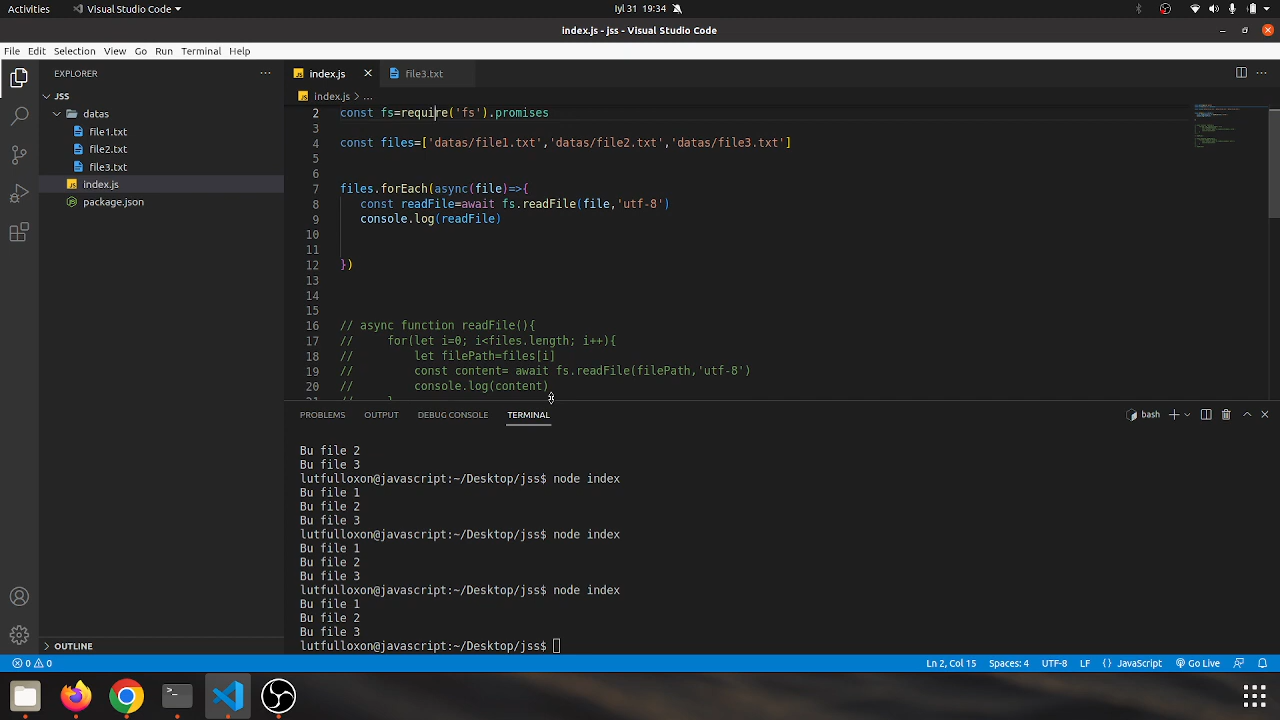 Activities
Visual Studio Code
Iyl 31 19:34
index.js - jss - Visual Studio Code
File Edit Selection View Go Run Terminal Help
EXPLORER
JSS
datas
file1.txt
file2.txt
file3.txt
index.js
package.json
OUTLINE
index.js
file3.txt
index.js > ...
2 const fs=require('fs').promises
3
4 const files=['datas/file1.txt','datas/file2.txt','datas/file3.txt']
5
6
7 files.forEach(async(file)=>{
8 const readFile=await fs.readFile(file,'utf-8')
9 console.log(readFile)
10
11
12 })
13
14
15
16 // async function readFile(){
17 // for(let i=0; i<files.length; i++){
18 // let filePath=files[i]
19 // const content= await fs.readFile(filePath,'utf-8')
20 // console.log(content)
PROBLEMS OUTPUT DEBUG CONSOLE TERMINAL
bash
Bu file 2
Bu file 3
lutfulloxon@javascript:~/Desktop/jss$ node index
Bu file 1
Bu file 2
Bu file 3
lutfulloxon@javascript:~/Desktop/jss$ node index
Bu file 1
Bu file 2
Bu file 3
lutfulloxon@javascript:~/Desktop/jss$ node index
Bu file 1
Bu file 2
Bu file 3
lutfulloxon@javascript:~/Desktop/jss$
0 0
Ln 2, Col 15 Spaces: 4 UTF-8 LF JavaScript Go Live